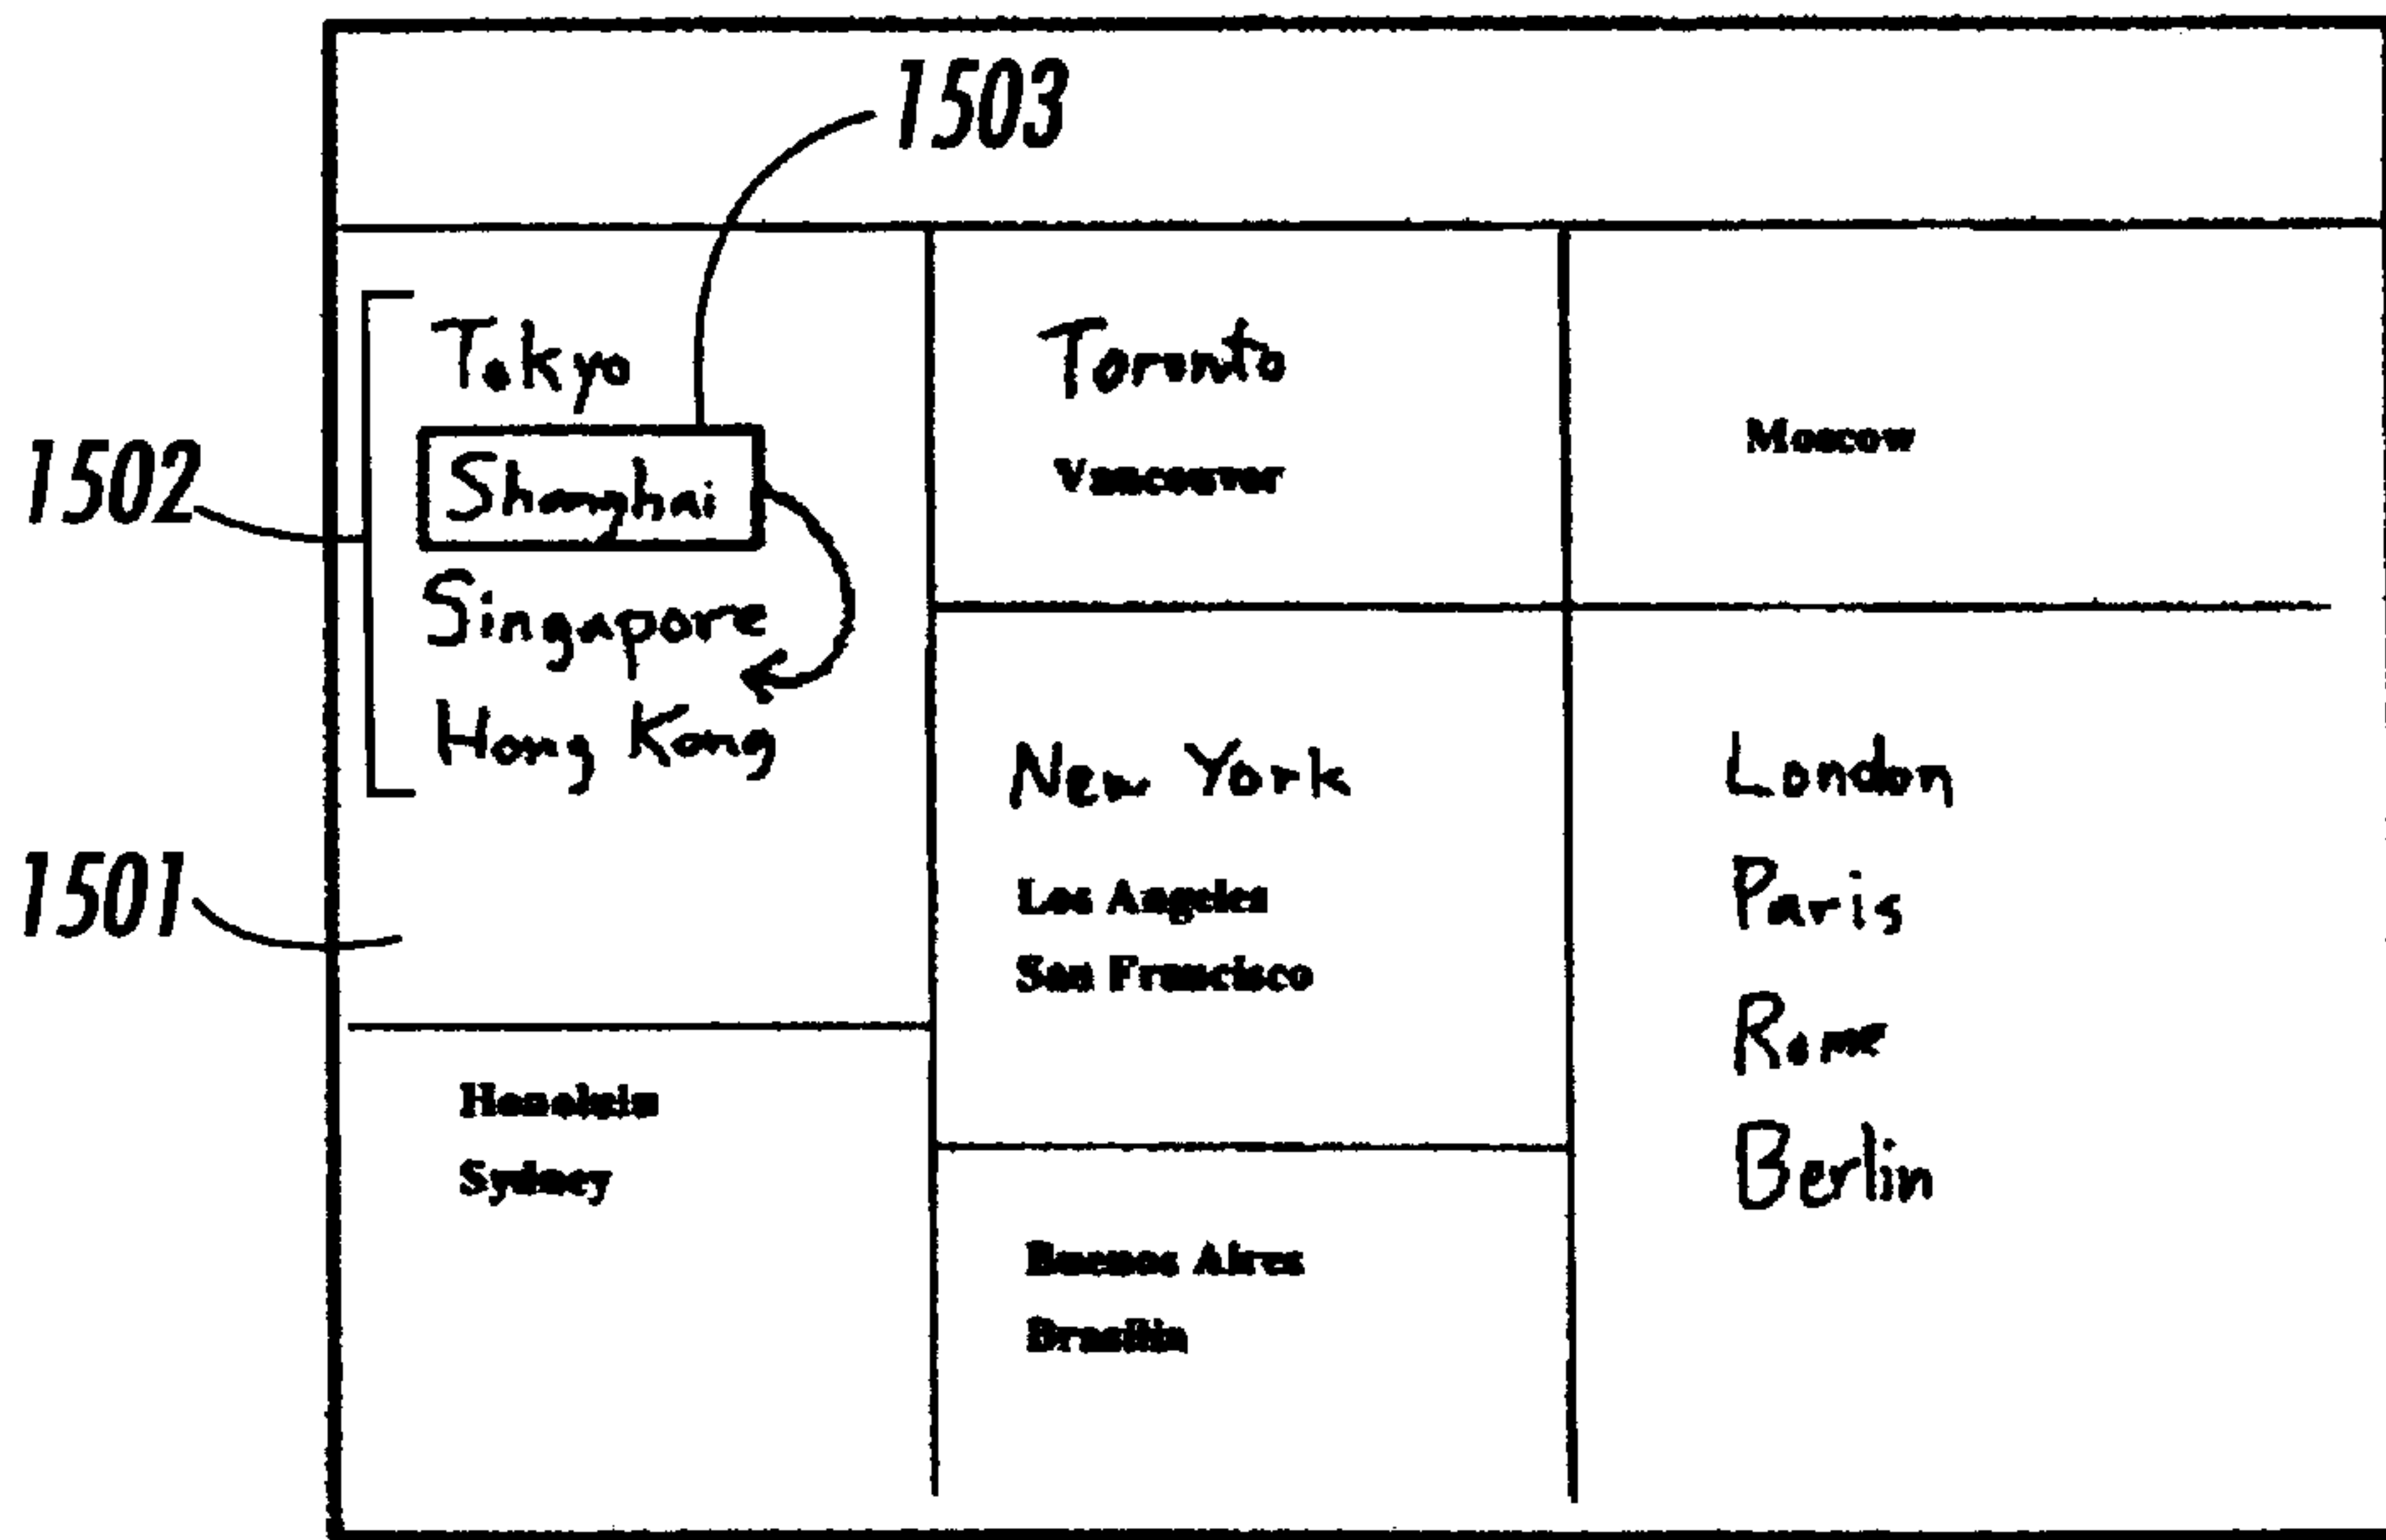 1503
1502
1501
Tokyo
Shanghai
Singapore
Hong Kong
Honolulu
Sydney
Toronto
Vancouver
New York
Los Angeles
San Francisco
Buenos Aires
Brasilia
Moscow
London
Paris
Rome
Berlin